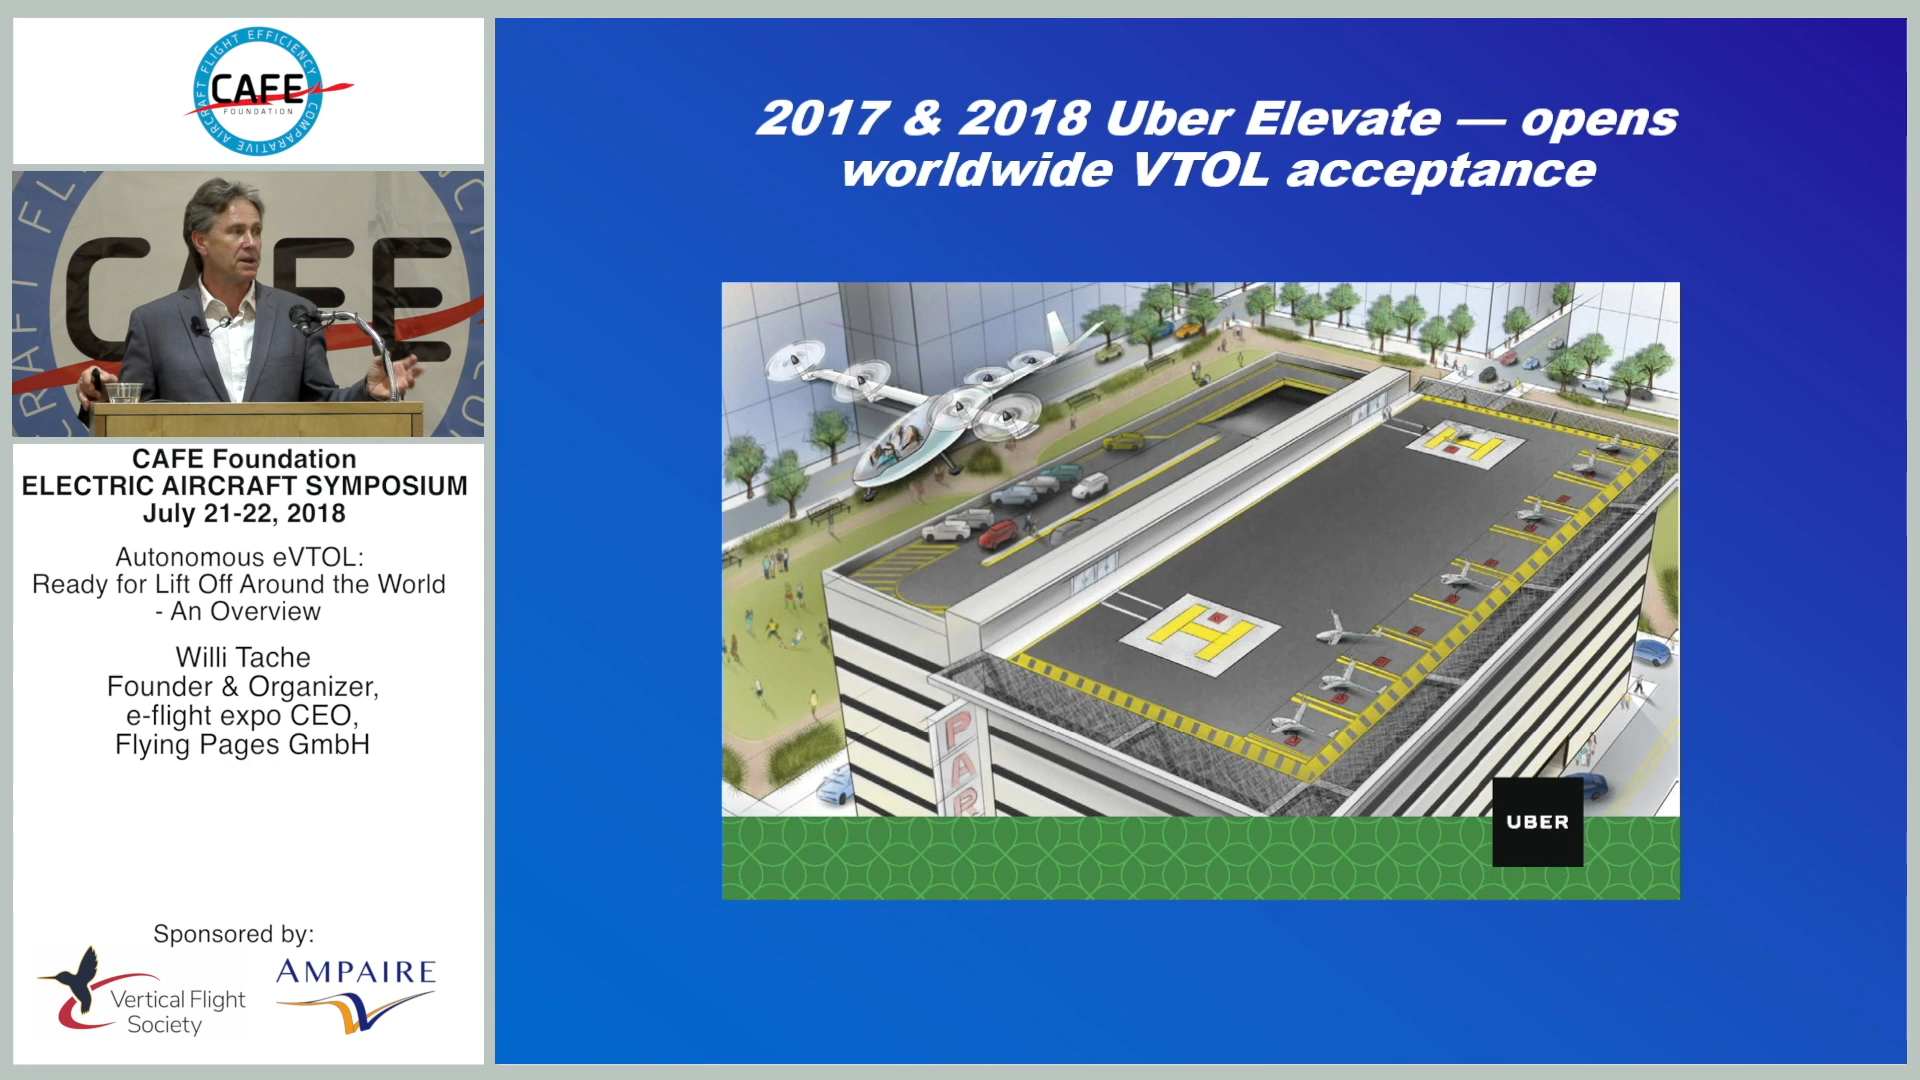 AIRCRAFT FLIGHT EFFICIENCY COMPARATIVE
CAFE
FOUNDATION
CAFE
CAFE Foundation
ELECTRIC AIRCRAFT SYMPOSIUM
July 21-22, 2018
Autonomous eVTOL:
Ready for Lift Off Around the World
- An Overview
Willi Tache
Founder & Organizer,
e-flight expo CEO,
Flying Pages GmbH
Sponsored by:
Vertical Flight
Society
AMPAIRE
2017 & 2018 Uber Elevate — opens
worldwide VTOL acceptance
H
H
PAR
UBER